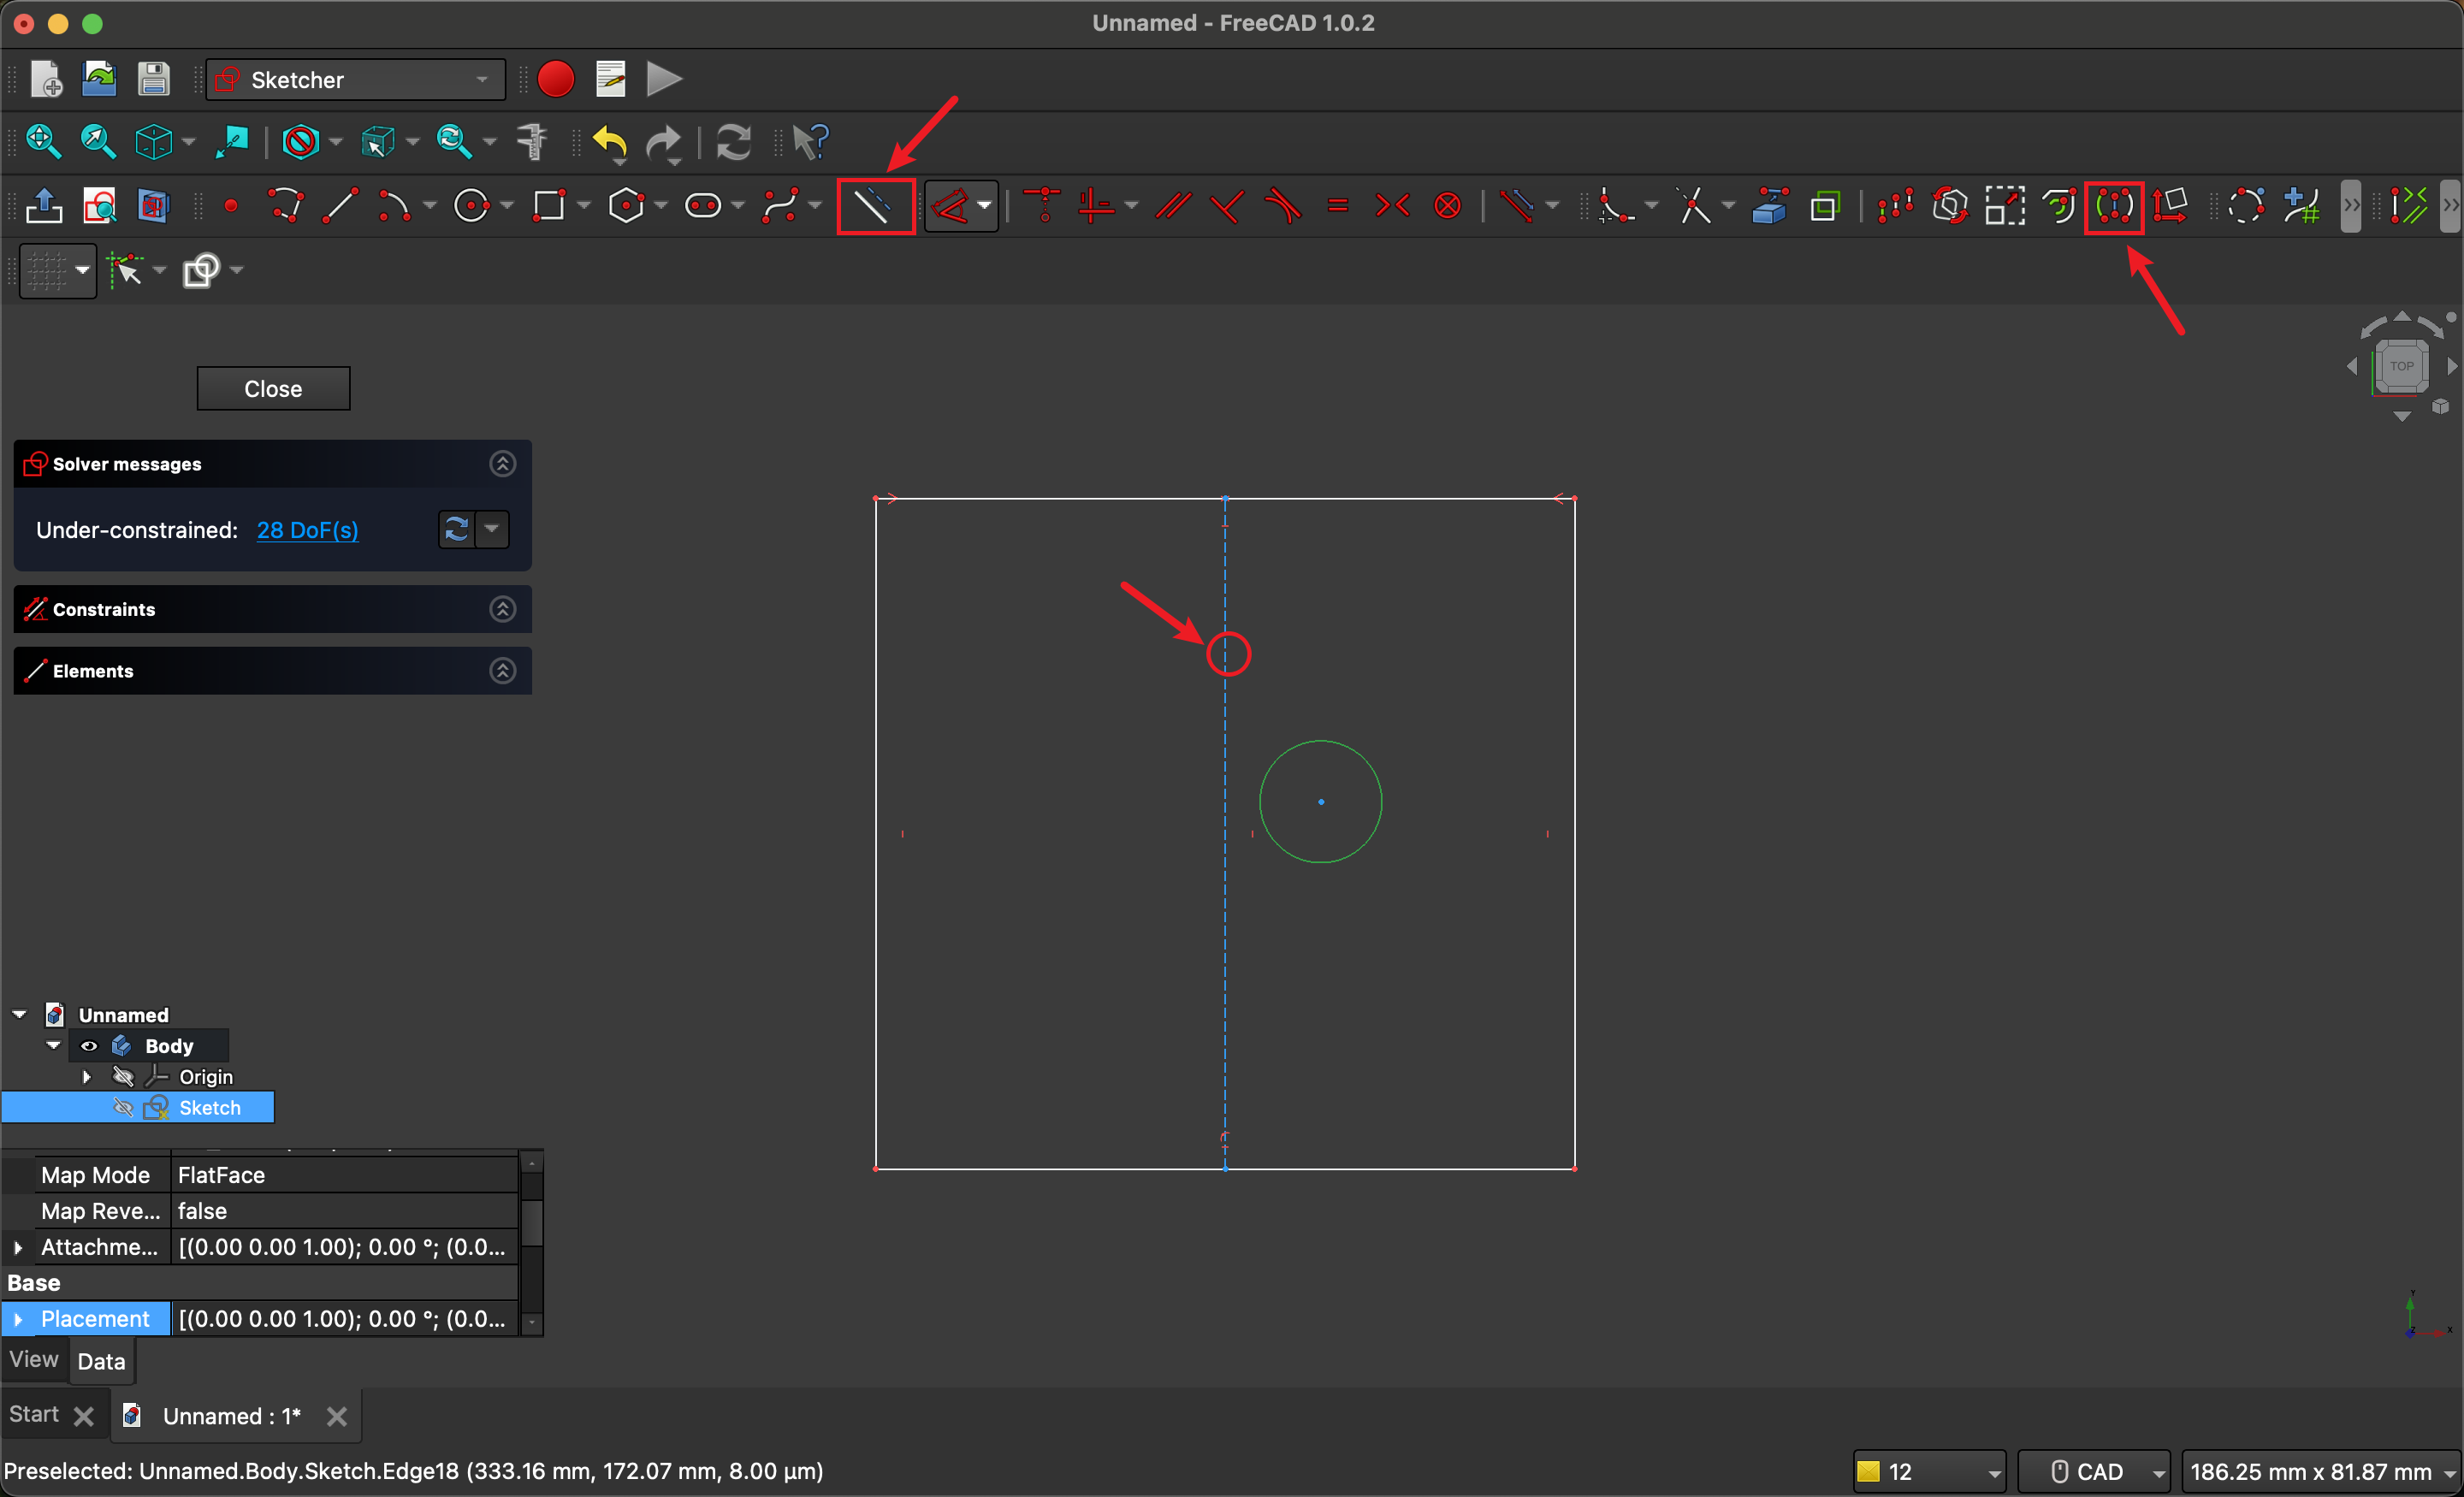 Unnamed - FreeCAD 1.0.2
Sketcher
Close
TOP
Solver messages
Under-constrained: 28 DoF(s)
Constraints
Elements
Unnamed
Body
Origin
Sketch
Map Mode FlatFace
Map Reve... false
Attachme... [(0.00 0.00 1.00); 0.00 °; (0.0...
Base
Placement [(0.00 0.00 1.00); 0.00 °; (0.0...
Y
Z X
View Data
Start Unnamed : 1*
Preselected: Unnamed.Body.Sketch.Edge18 (333.16 mm, 172.07 mm, 8.00 μm) 12 CAD 186.25 mm x 81.87 mm